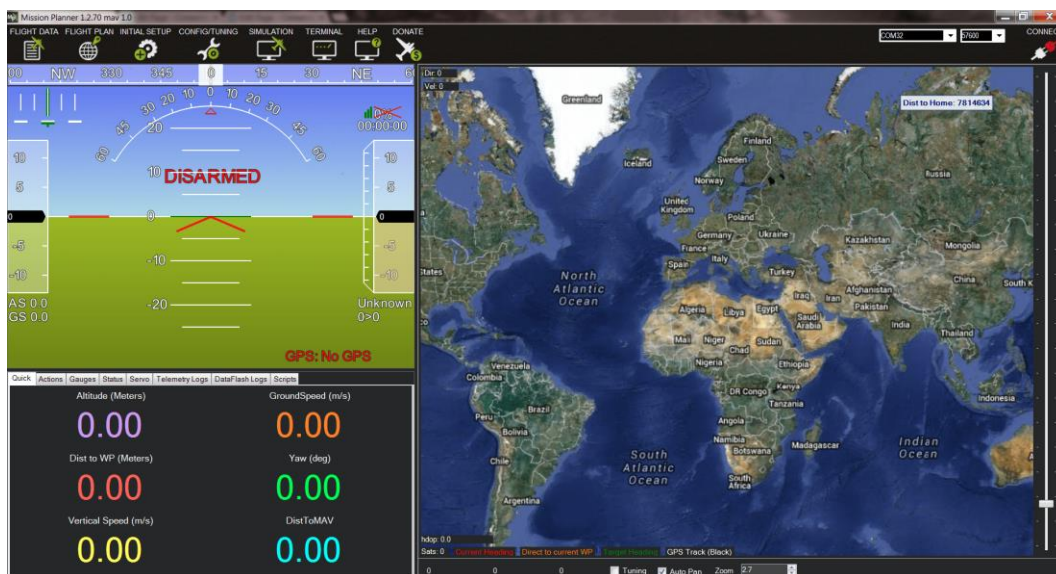 Mission Planner 1.2.70 mav 1.0
FLIGHT DATA FLIGHT PLAN INITIAL SETUP CONFIG/TUNING SIMULATION TERMINAL HELP DONATE
COM32 57600 CONNEC
00 NW 330 345 0 15 30 NE 6
60 45 30 20 10 0 10 20 30 45 60
0%
00:00:00
20
10 DISARMED
0
-10
-20
10 5 0 -5 -10
10 5 0 -5 -10
AS 0.0
GS 0.0
Unknown
0>0
GPS: No GPS
Quick Actions Gauges Status Servo Telemetry Logs DataFlash Logs Scripts
Altitude (Meters) GroundSpeed (m/s)
0.00 0.00
Dist to WP (Meters) Yaw (deg)
0.00 0.00
Vertical Speed (m/s) DistToMAV
0.00 0.00
Dir: 0
Vel: 0
Dist to Home: 7814634
Greenland
Iceland
Finland
Sweden
Norway
Russia
United
Kingdom
Poland
Germany
Ukraine
France
Kazakhstan
Mongolia
Spain
Italy
Turkey
States
North
Atlantic
Ocean
China
South K
Afghanistan
Iraq
Iran
Pakistan
Algeria
Libya
Egypt
Saudi
Arabia
India
Thailand
Mali
Niger
Chad
Sudan
Nigeria
Ethiopia
Venezuela
Colombia
DR Congo
Kenya
Tanzania
Indonesia
Peru
Brazil
Bolivia
Angola
Namibia
Botswana
Madagascar
Indian
Ocean
Chile
South
Atlantic
Ocean
South
Africa
Argentina
hdop: 0.0
Sats: 0 Current Heading Direct to current WP Target Heading GPS Track (Black)
0 0 0 Tuning Auto Pan Zoom 2.7